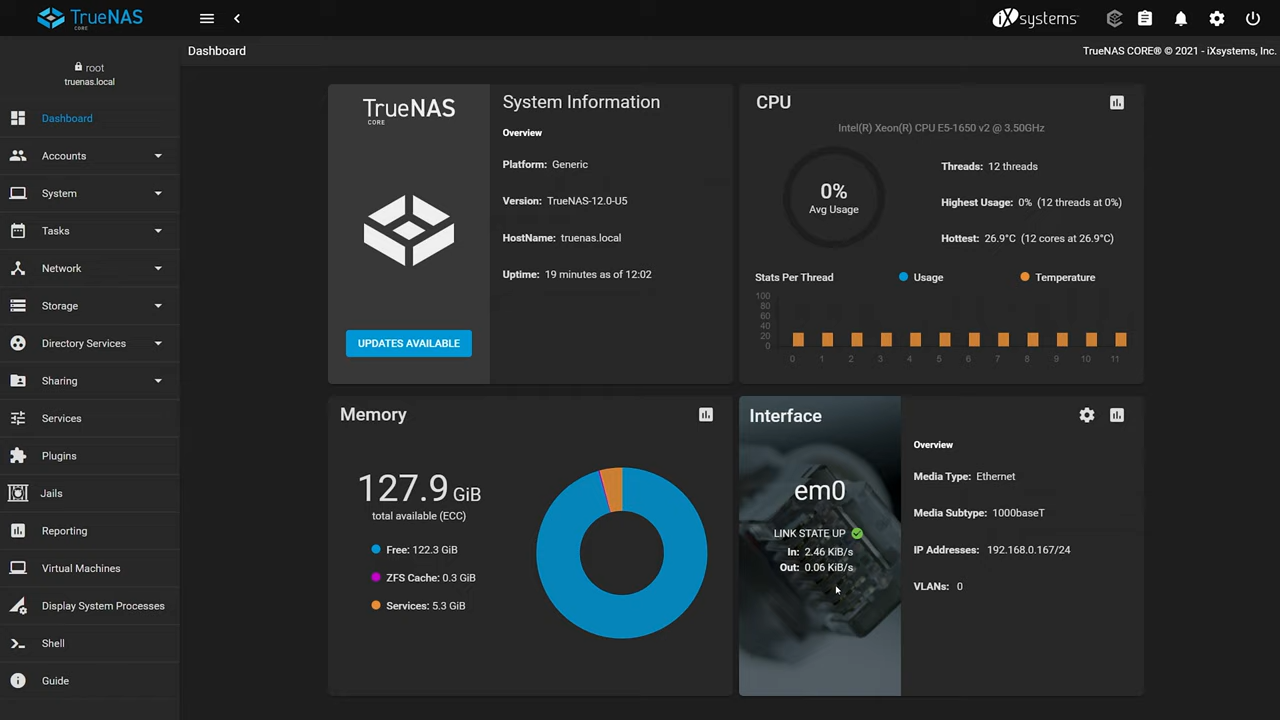 TrueNAS
CORE
iXsystems
Dashboard
TrueNAS CORE® © 2021 - iXsystems, Inc.
root
truenas.local
Dashboard
Accounts
System
Tasks
Network
Storage
Directory Services
Sharing
Services
Plugins
Jails
Reporting
Virtual Machines
Display System Processes
Shell
Guide
TrueNAS
CORE
UPDATES AVAILABLE
System Information
Overview
Platform: Generic
Version: TrueNAS-12.0-U5
HostName: truenas.local
Uptime: 19 minutes as of 12:02
CPU
Intel(R) Xeon(R) CPU E5-1650 v2 @ 3.50GHz
0%
Avg Usage
Threads: 12 threads
Highest Usage: 0% (12 threads at 0%)
Hottest: 26.9°C (12 cores at 26.9°C)
Stats Per Thread Usage Temperature
100
80
60
40
20
0
0 1 2 3 4 5 6 7 8 9 10 11
Memory
127.9 GiB
total available (ECC)
Free: 122.3 GiB
ZFS Cache: 0.3 GiB
Services: 5.3 GiB
Interface
em0
LINK STATE UP
In: 2.46 KiB/s
Out: 0.06 KiB/s
Overview
Media Type: Ethernet
Media Subtype: 1000baseT
IP Addresses: 192.168.0.167/24
VLANs: 0